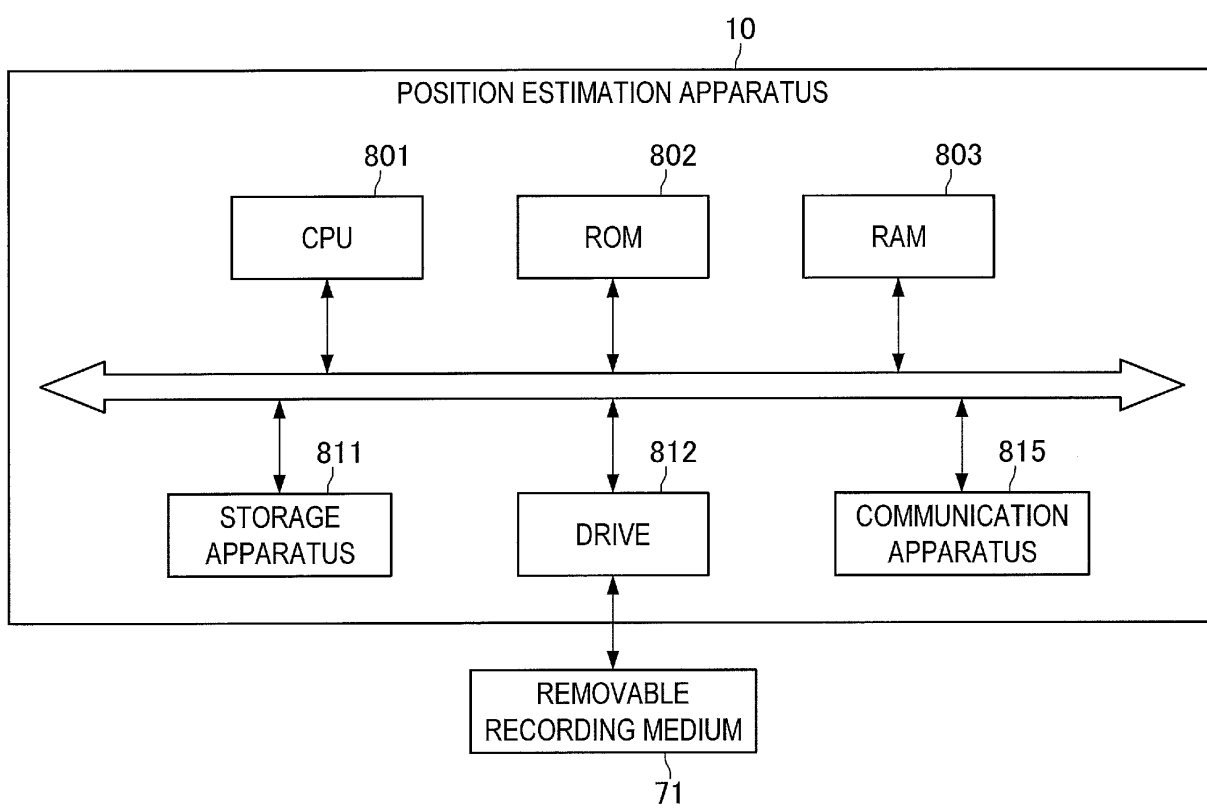 10
POSITION ESTIMATION APPARATUS
801
802
803
CPU
ROM
RAM
811
812
815
STORAGE
APPARATUS
DRIVE
COMMUNICATION
APPARATUS
REMOVABLE
RECORDING MEDIUM
71